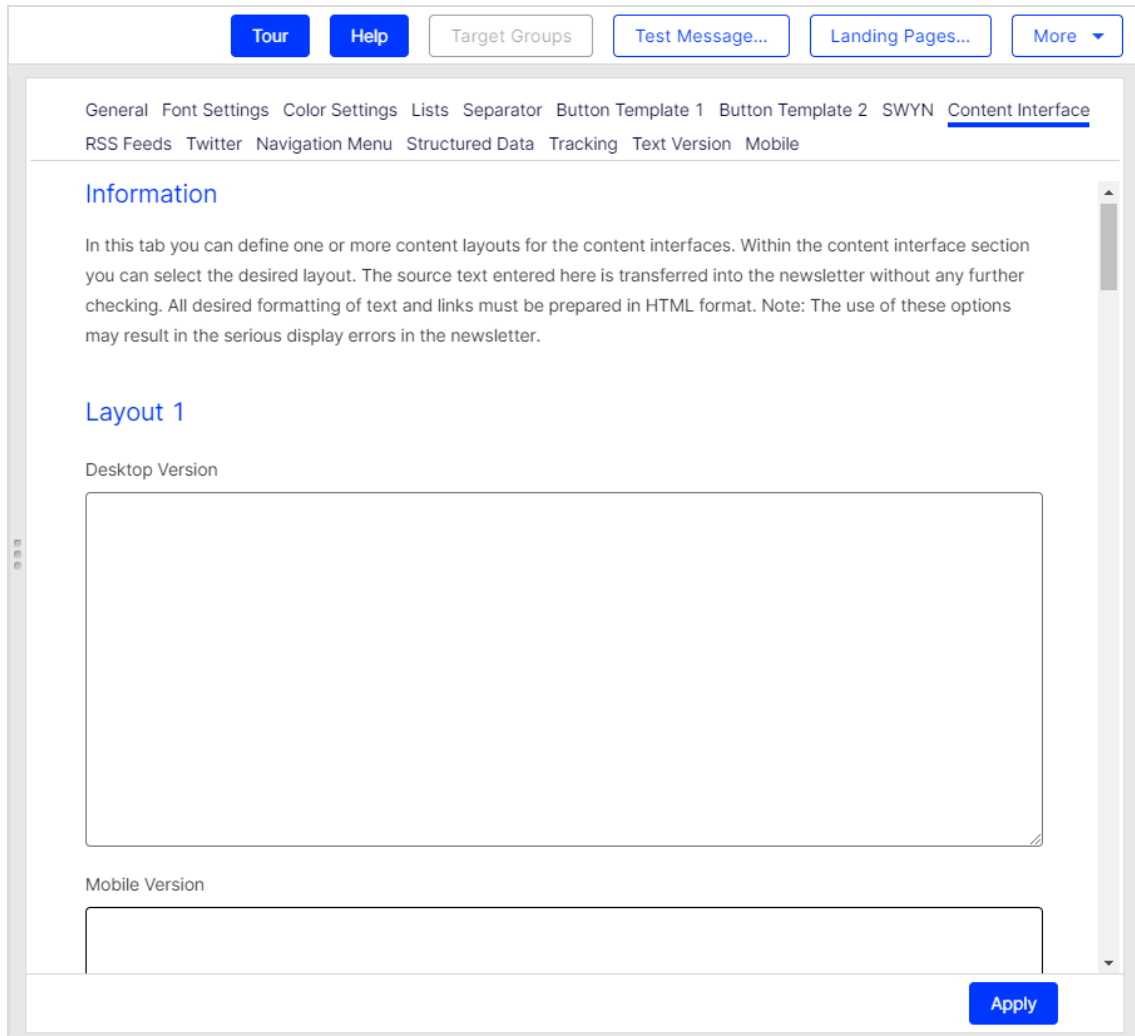 Tour Help Target Groups Test Message... Landing Pages... More
General Font Settings Color Settings Lists Separator Button Template 1 Button Template 2 SWYN Content Interface
RSS Feeds Twitter Navigation Menu Structured Data Tracking Text Version Mobile
Information
In this tab you can define one or more content layouts for the content interfaces. Within the content interface section
you can select the desired layout. The source text entered here is transferred into the newsletter without any further
checking. All desired formatting of text and links must be prepared in HTML format. Note: The use of these options
may result in the serious display errors in the newsletter.
Layout 1
Desktop Version
Mobile Version
Apply